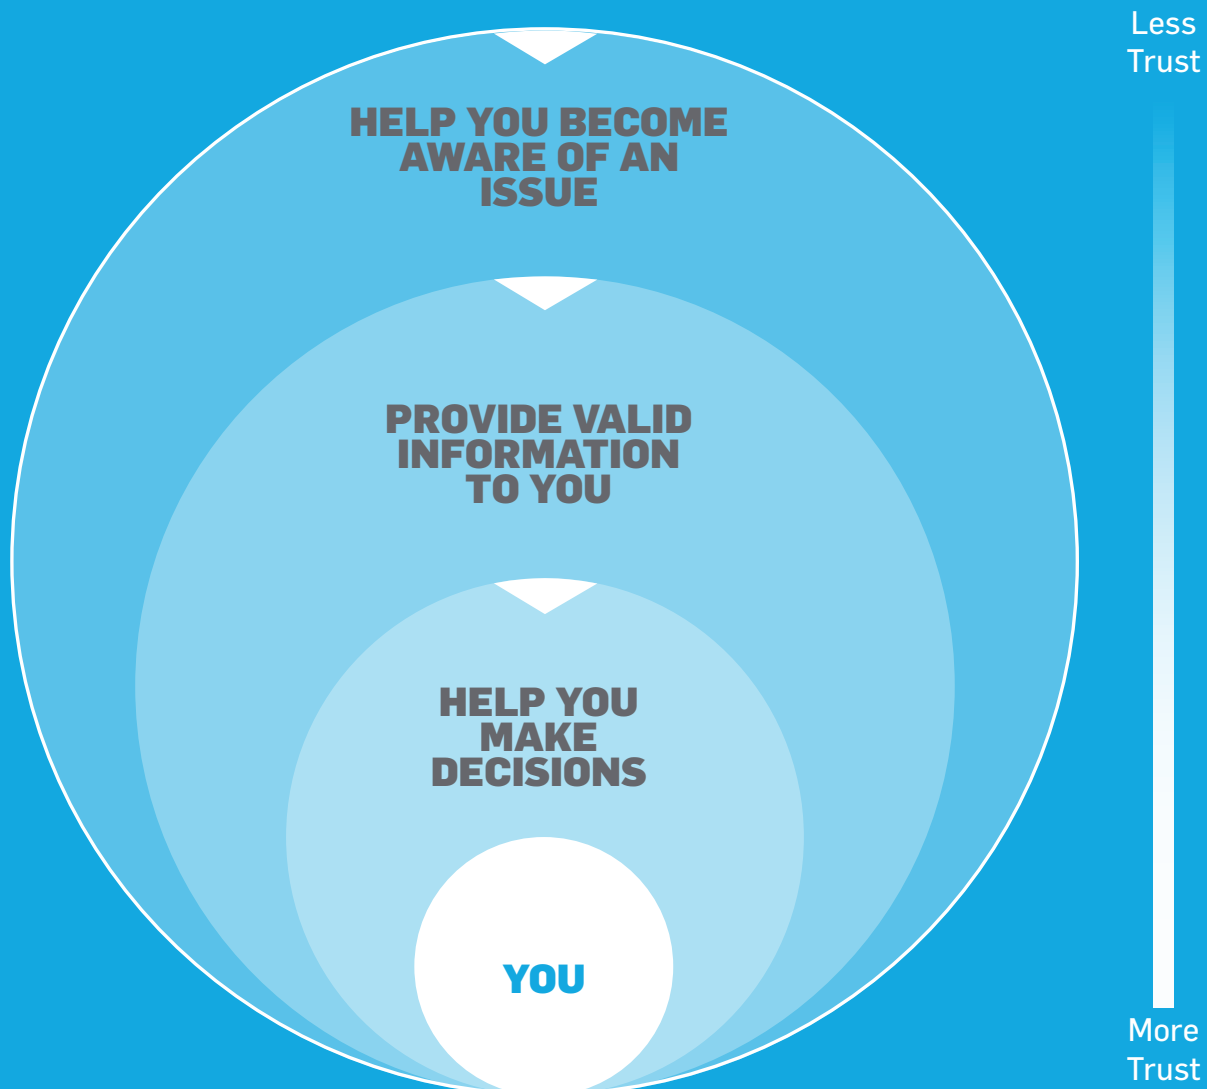 Less
Trust
HELP YOU BECOME
AWARE OF AN
ISSUE
PROVIDE VALID
INFORMATION
TO YOU
HELP YOU
MAKE
DECISIONS
YOU
More
Trust